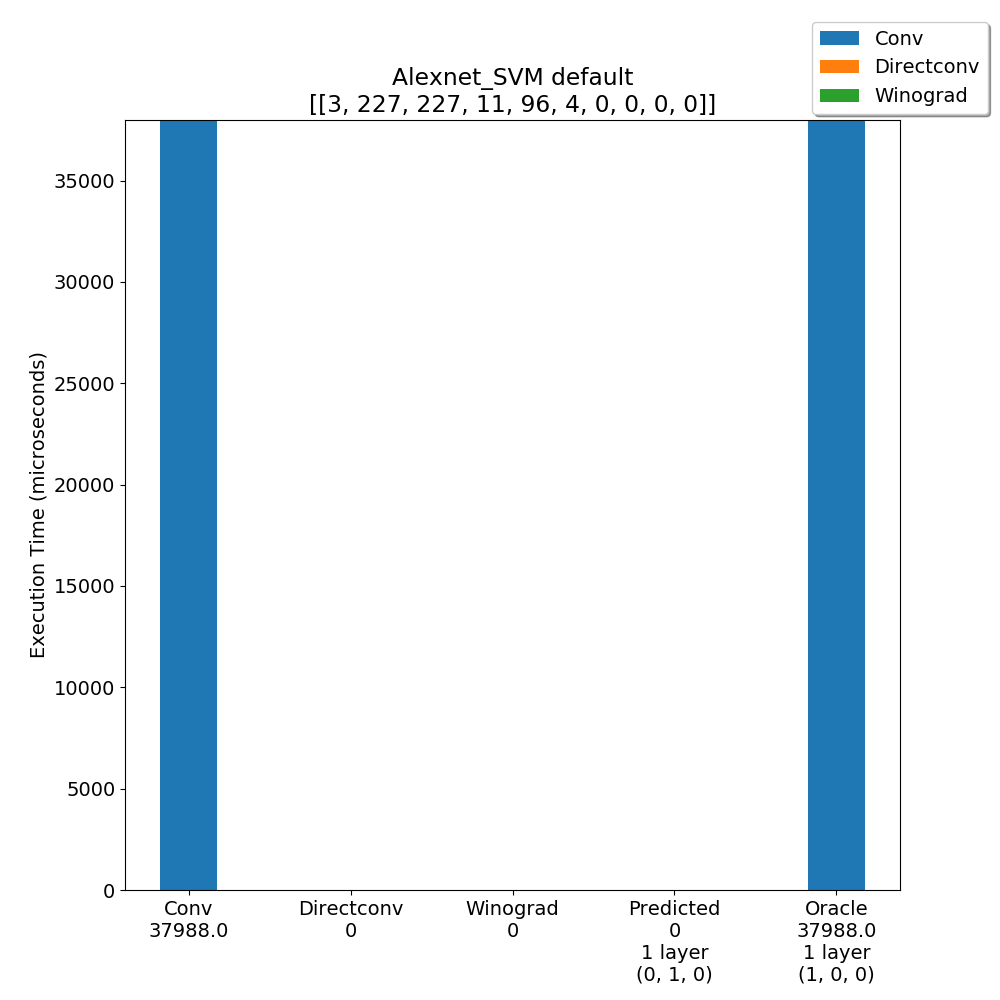 Conv
Directconv
Winograd
Alexnet_SVM default
[[3, 227, 227, 11, 96, 4, 0, 0, 0, 0]]
Execution Time (microseconds)
35000
30000
25000
20000
15000
10000
5000
0
Conv
37988.0
Directconv
0
Winograd
0
Predicted
0
1 layer
(0, 1, 0)
Oracle
37988.0
1 layer
(1, 0, 0)